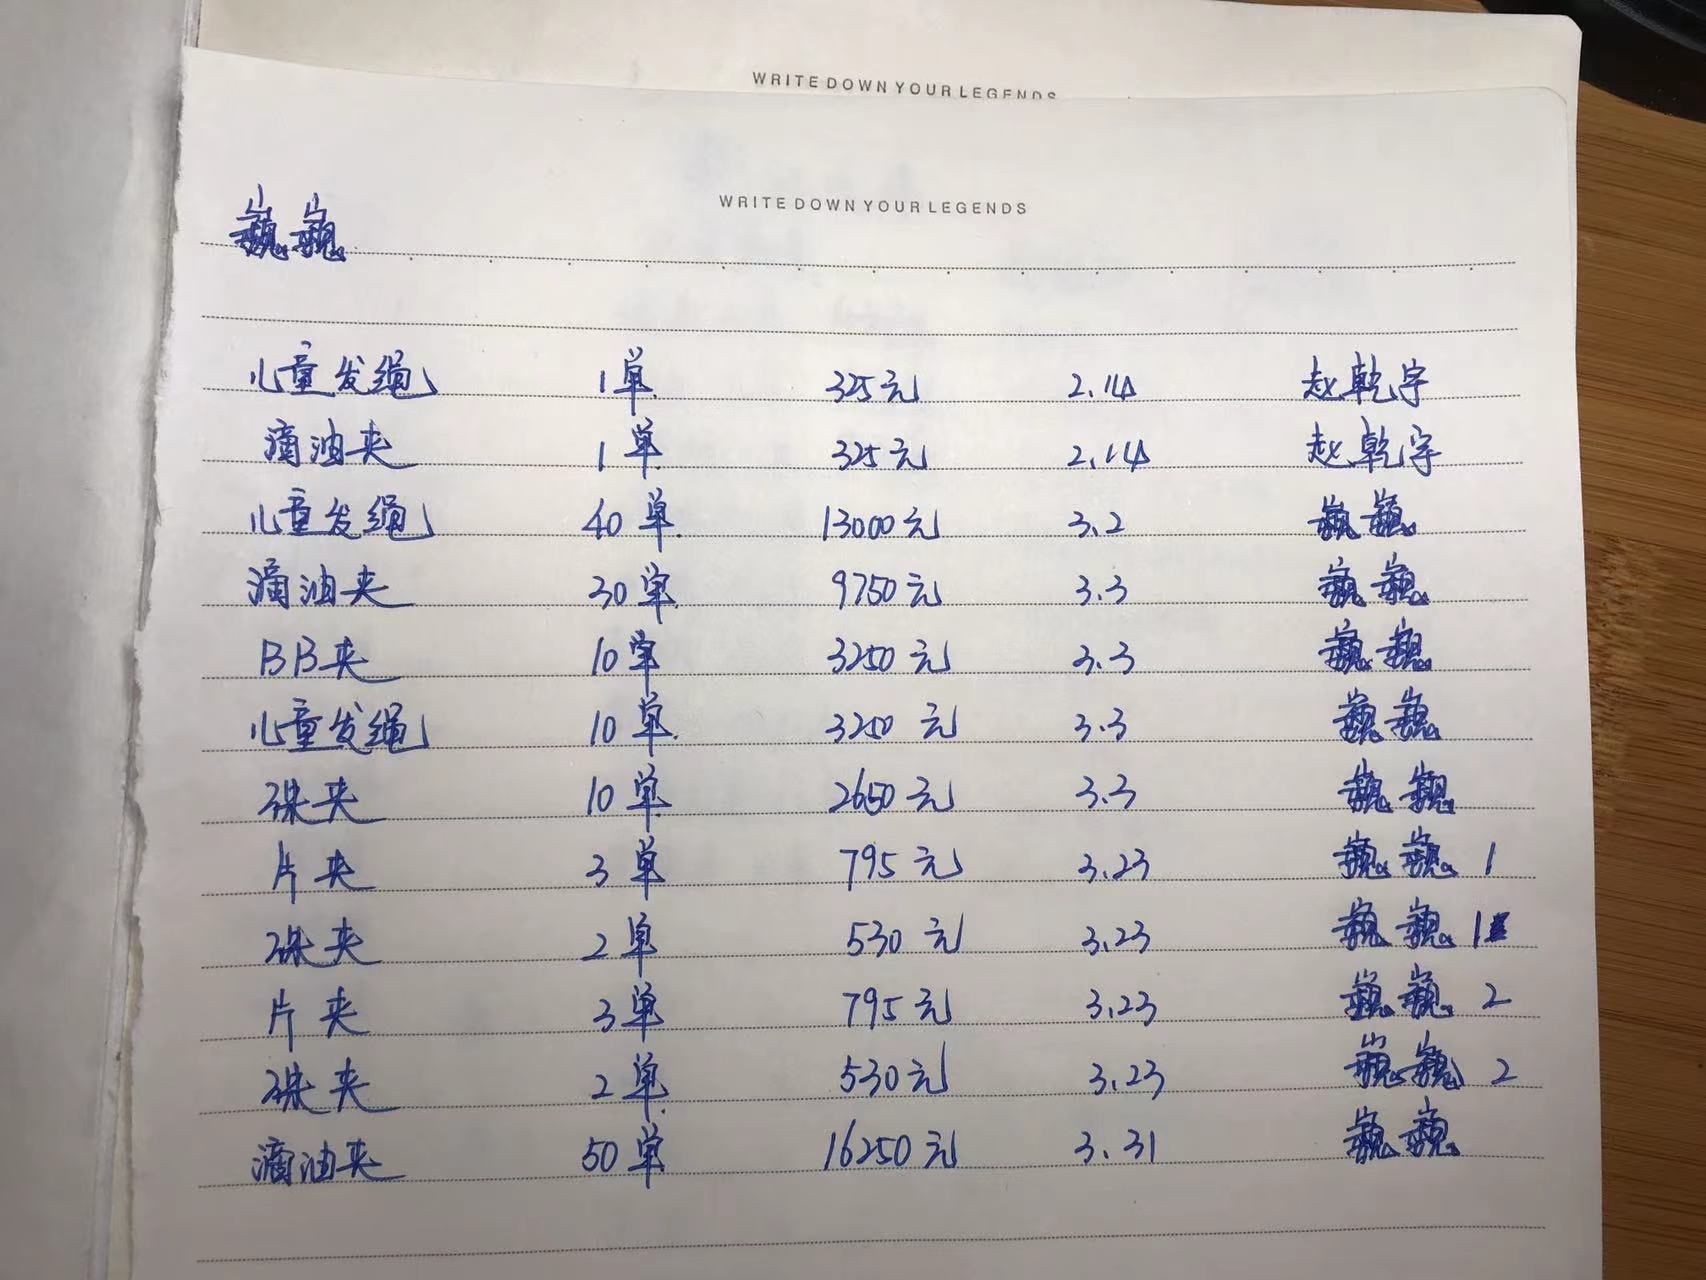 WRITE DOWN YOUR LEGENDS
WRITE DOWN YOUR LEGENDS
巍巍
儿童发绳 1单 325元 2.14 赵乾宇
滴油夹 1单 325元 2.14 赵乾宇
儿童发绳 40单 13000元 3.2 巍巍
滴油夹 30单 9750元 3.3 巍巍
BB夹 10单 3250元 3.3 巍巍
儿童发绳 10单 3250元 3.3 巍巍
珠夹 10单 2650元 3.3 巍巍
片夹 3单 795元 3.23 巍巍 1
珠夹 2单 530元 3.23 巍巍 1
片夹 3单 795元 3.23 巍巍 2
珠夹 2单 530元 3.23 巍巍 2
滴油夹 50单 16250元 3.31 巍巍